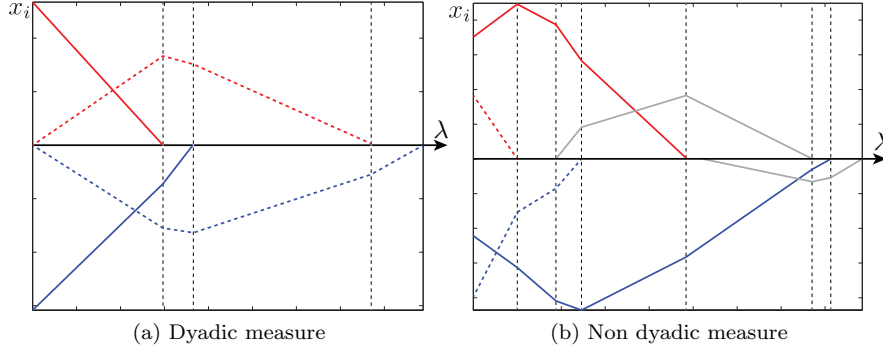 x_i
λ
x_i
λ
(a) Dyadic measure
(b) Non dyadic measure